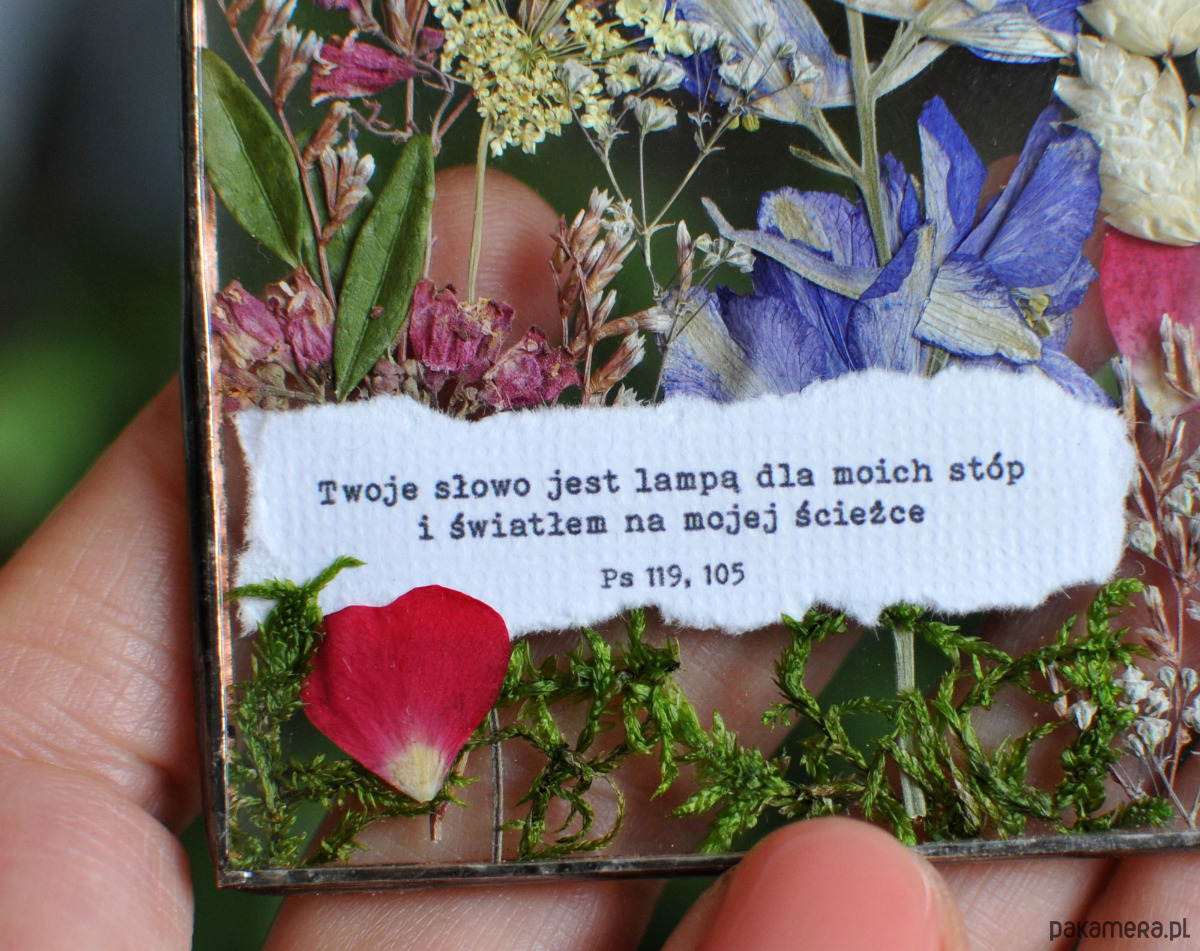 Twoje słowo jest lampą dla moich stóp
i światłem na mojej ścieżce
Ps 119, 105
pakamera.pl